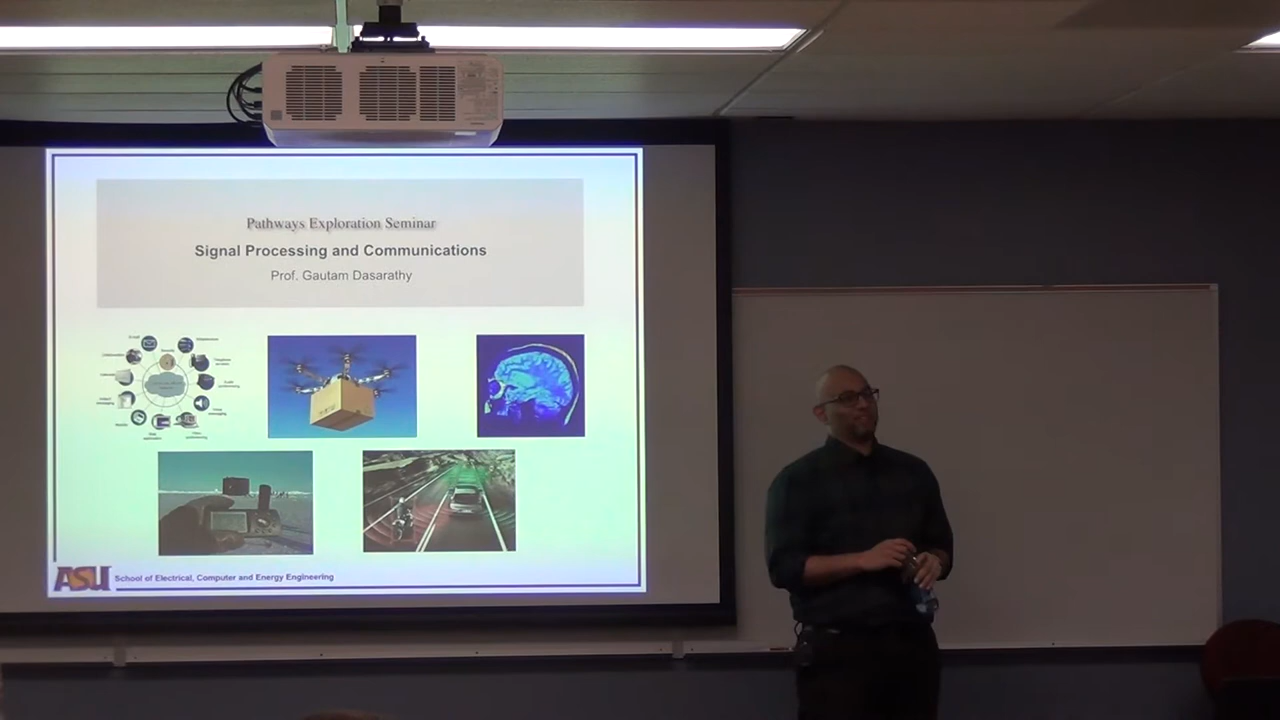 Pathways Exploration Seminar
Signal Processing and Communications
Prof. Gautam Dasarathy
ASU School of Electrical, Computer and Energy Engineering